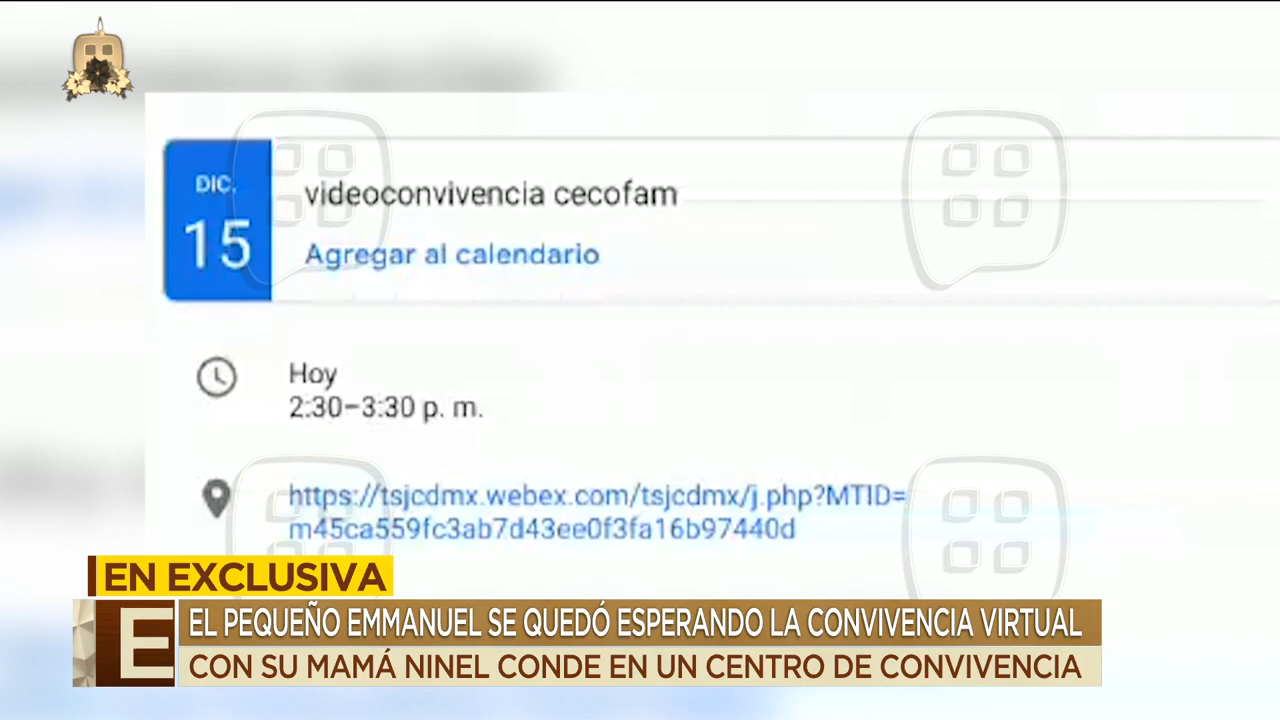 DIC.
15
videoconvivencia cecofam
Agregar al calendario
Hoy
2:30–3:30 p. m.
https://tsjcdmx.webex.com/tsjcdmx/j.php?MTID=
m45ca559fc3ab7d43ee0f3fa16b97440d
EN EXCLUSIVA
E
EL PEQUEÑO EMMANUEL SE QUEDÓ ESPERANDO LA CONVIVENCIA VIRTUAL
CON SU MAMÁ NINEL CONDE EN UN CENTRO DE CONVIVENCIA